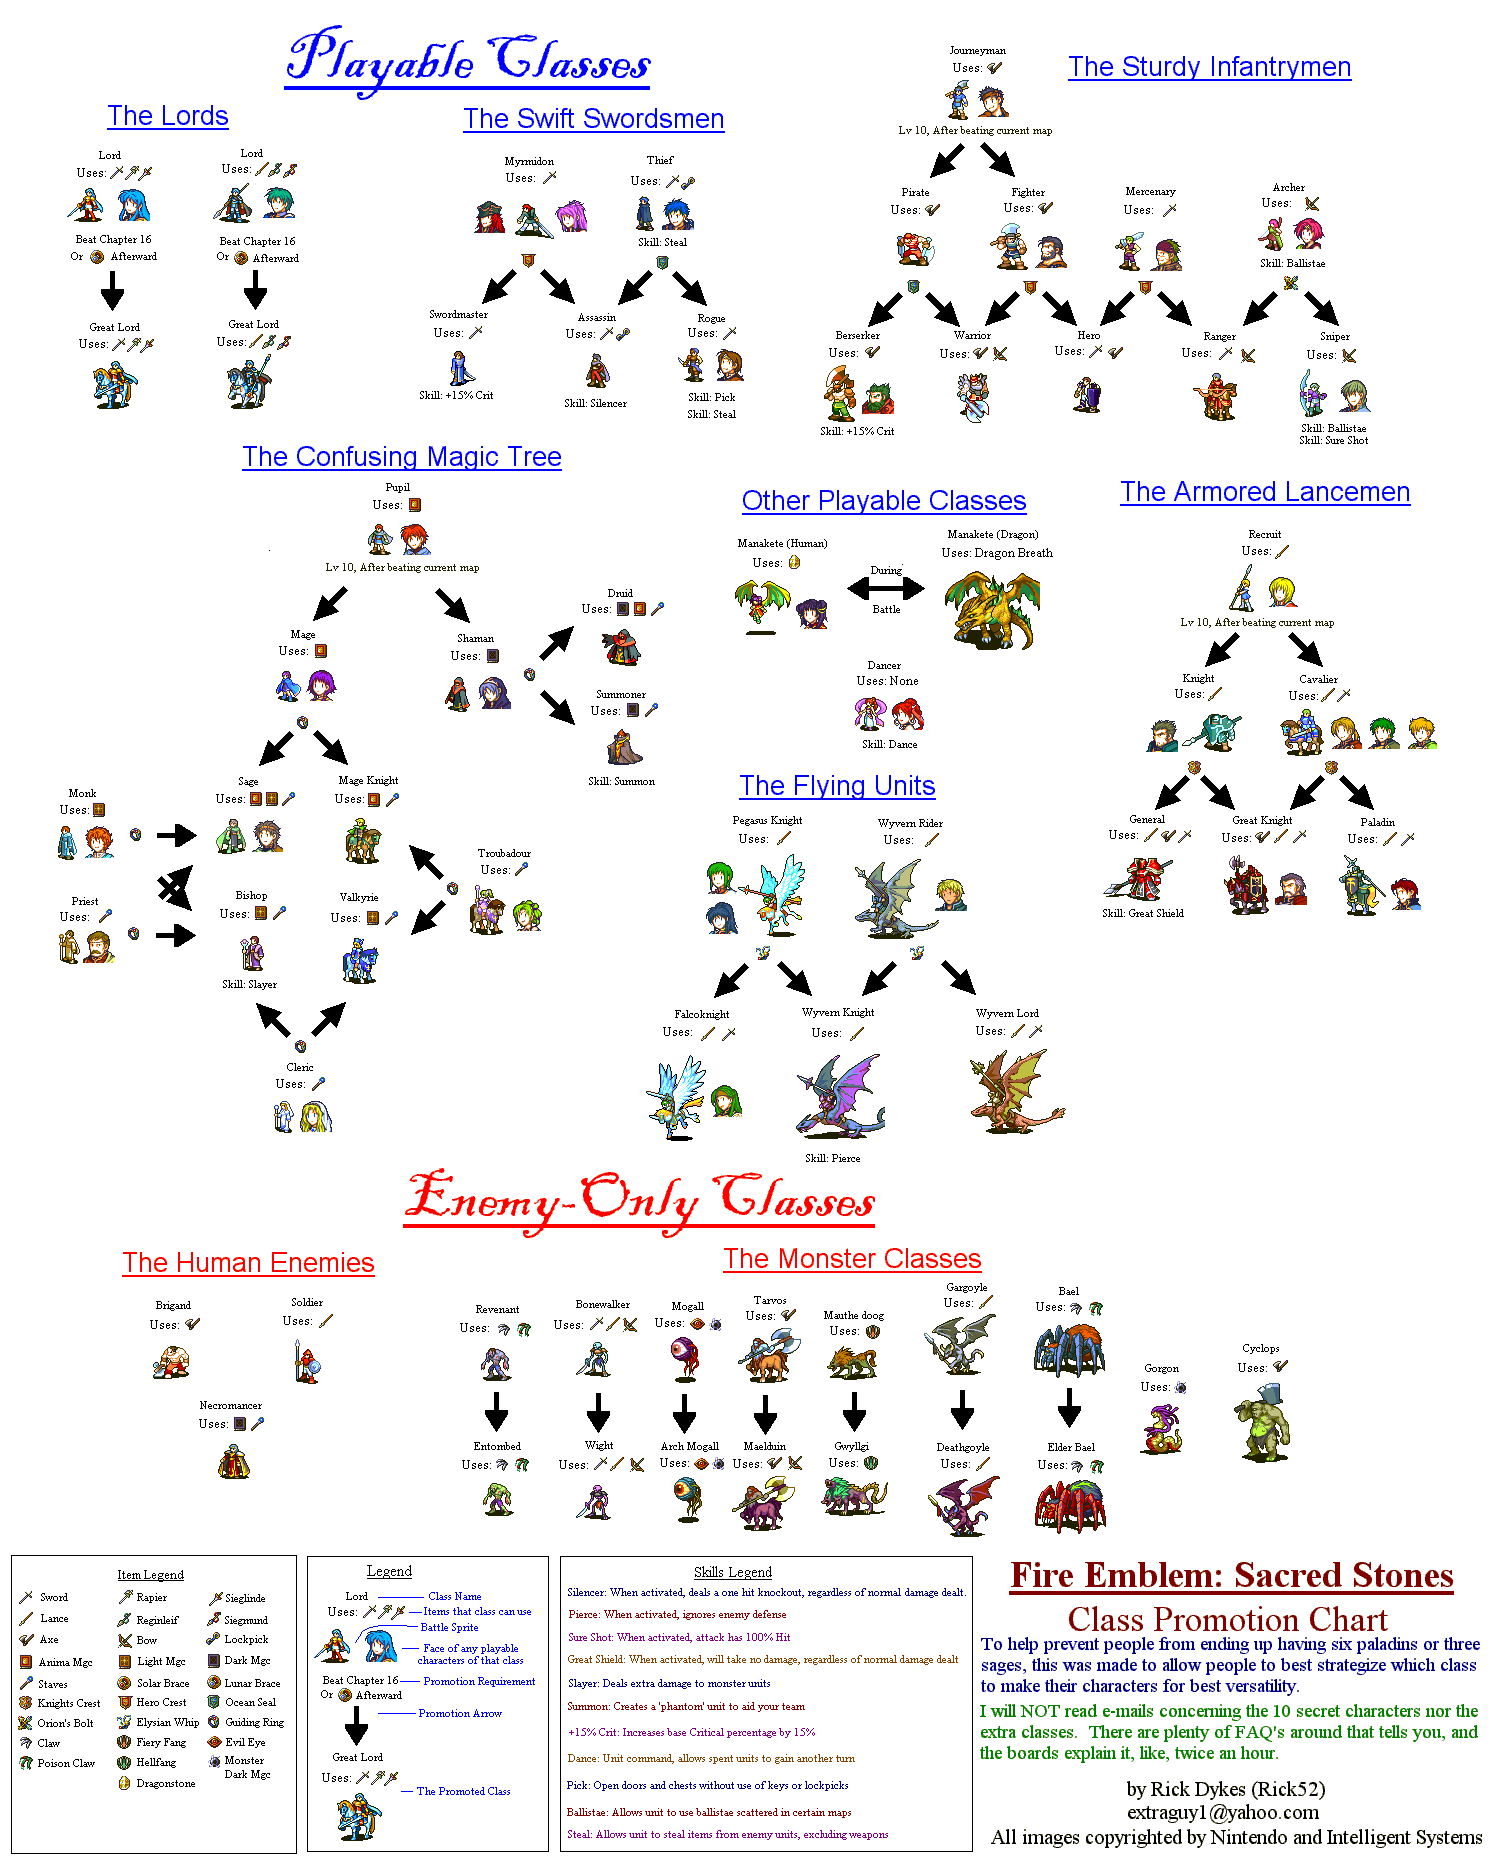 Playable Classes
The Lords
Lord
Uses:
Beat Chapter 16
Or Afterward
Great Lord
Uses:
Lord
Uses:
Beat Chapter 16
Or Afterward
Great Lord
Uses:
The Swift Swordsmen
Myrmidon
Uses:
Thief
Uses:
Skill: Steal
Swordmaster
Uses:
Skill: +15% Crit
Assassin
Uses:
Skill: Silencer
Rogue
Uses:
Skill: Pick
Skill: Steal
The Sturdy Infantrymen
Journeyman
Uses:
Lv 10, After beating current map
Pirate
Uses:
Fighter
Uses:
Mercenary
Uses:
Archer
Uses:
Skill: Ballistae
Berserker
Uses:
Skill: +15% Crit
Warrior
Uses:
Hero
Uses:
Ranger
Uses:
Sniper
Uses:
Skill: Ballistae
Skill: Sure Shot
The Confusing Magic Tree
Pupil
Uses:
Lv 10, After beating current map
Mage
Uses:
Shaman
Uses:
Druid
Uses:
Summoner
Uses:
Skill: Summon
Monk
Uses:
Sage
Uses:
Mage Knight
Uses:
Troubadour
Uses:
Priest
Uses:
Bishop
Uses:
Skill: Slayer
Valkyrie
Uses:
Cleric
Uses:
Other Playable Classes
Manakete (Human)
Uses:
During
Battle
Manakete (Dragon)
Uses: Dragon Breath
Dancer
Uses: None
Skill: Dance
The Armored Lancemen
Recruit
Uses:
Lv 10, After beating current map
Knight
Uses:
Cavalier
Uses:
General
Uses:
Skill: Great Shield
Great Knight
Uses:
Paladin
Uses:
The Flying Units
Pegasus Knight
Uses:
Wyvern Rider
Uses:
Falcoknight
Uses:
Wyvern Knight
Uses:
Skill: Pierce
Wyvern Lord
Uses:
Enemy-Only Classes
The Human Enemies
Brigand
Uses:
Soldier
Uses:
Necromancer
Uses:
The Monster Classes
Revenant
Uses:
Bonewalker
Uses:
Mogall
Uses:
Tarvos
Uses:
Mauthe doog
Uses:
Gargoyle
Uses:
Bael
Uses:
Gorgon
Uses:
Cyclops
Uses:
Entombed
Uses:
Wight
Uses:
Arch Mogall
Uses:
Maelduin
Uses:
Gwyllgi
Uses:
Deathgoyle
Uses:
Elder Bael
Uses:
Item Legend
Sword
Rapier
Sieglinde
Lance
Reginleif
Siegmund
Axe
Bow
Lockpick
Anima Mgc
Light Mgc
Dark Mgc
Staves
Solar Brace
Lunar Brace
Knights Crest
Hero Crest
Ocean Seal
Orion's Bolt
Elysian Whip
Guiding Ring
Claw
Fiery Fang
Evil Eye
Poison Claw
Hellfang
Monster
Dark Mgc
Dragonstone
Legend
Lord
Class Name
Uses:
Items that class can use
Battle Sprite
Face of any playable
characters of that class
Beat Chapter 16
Or Afterward
Promotion Requirement
Promotion Arrow
Great Lord
Uses:
The Promoted Class
Skills Legend
Silencer: When activated, deals a one hit knockout, regardless of normal damage dealt.
Pierce: When activated, ignores enemy defense
Sure Shot: When activated, attack has 100% Hit
Great Shield: When activated, will take no damage, regardless of normal damage dealt
Slayer: Deals extra damage to monster units
Summon: Creates a 'phantom' unit to aid your team
+15% Crit: Increases base Critical percentage by 15%
Dance: Unit command, allows spent units to gain another turn
Pick: Open doors and chests without use of keys or lockpicks
Ballistae: Allows unit to use ballistae scattered in certain maps
Steal: Allows unit to steal items from enemy units, excluding weapons
Fire Emblem: Sacred Stones
Class Promotion Chart
To help prevent people from ending up having six paladins or three
sages, this was made to allow people to best strategize which class
to make their characters for best versatility.
I will NOT read e-mails concerning the 10 secret characters nor the
extra classes. There are plenty of FAQ's around that tells you, and
the boards explain it, like, twice an hour.
by Rick Dykes (Rick52)
extraguy1@yahoo.com
All images copyrighted by Nintendo and Intelligent Systems